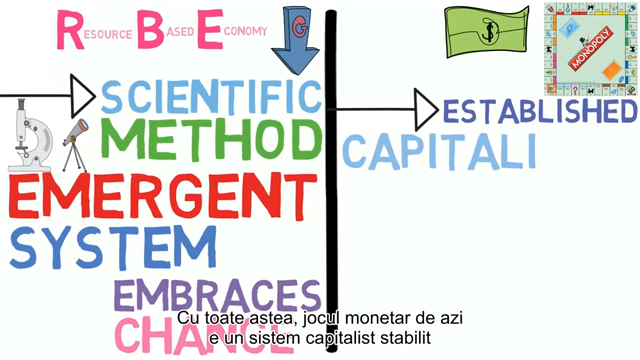 RESOURCE BASED ECONOMY
G
$
MONOPOLY
SCIENTIFIC
METHOD
EMERGENT
SYSTEM
EMBRACES
CHANGE
ESTABLISHED
CAPITALI
Cu toate astea, jocul monetar de azi
e un sistem capitalist stabilit